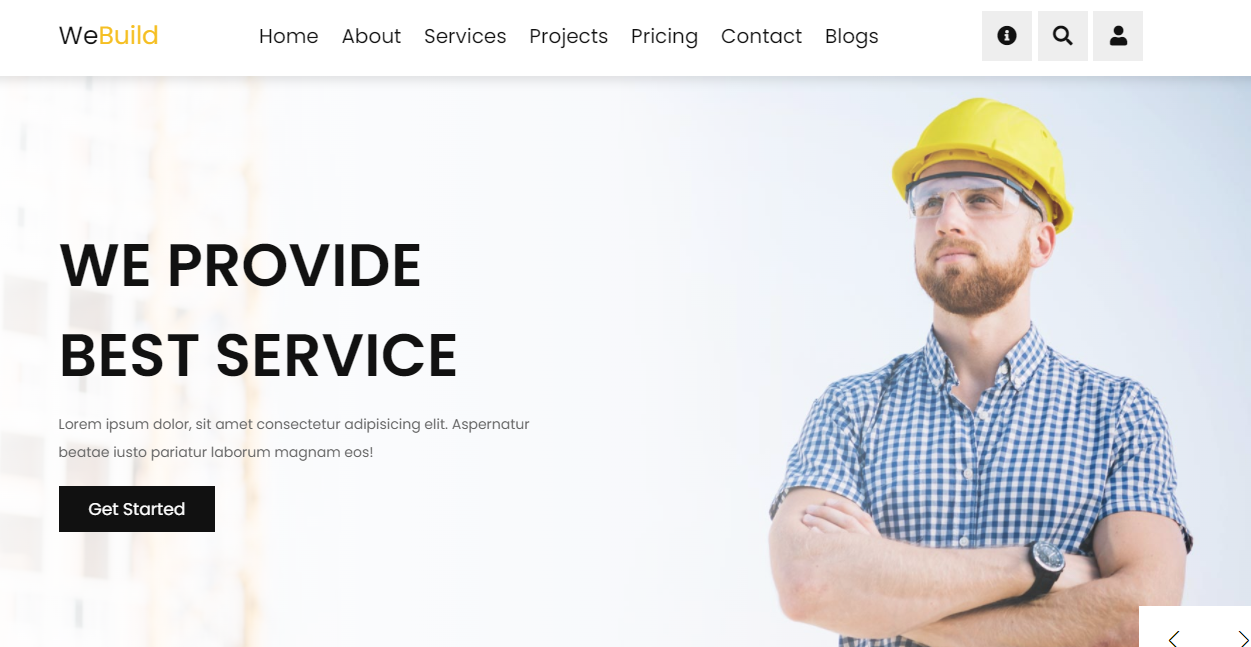 WeBuild Home About Services Projects Pricing Contact Blogs
WE PROVIDE
BEST SERVICE
Lorem ipsum dolor, sit amet consectetur adipisicing elit. Aspernatur
beatae iusto pariatur laborum magnam eos!
Get Started